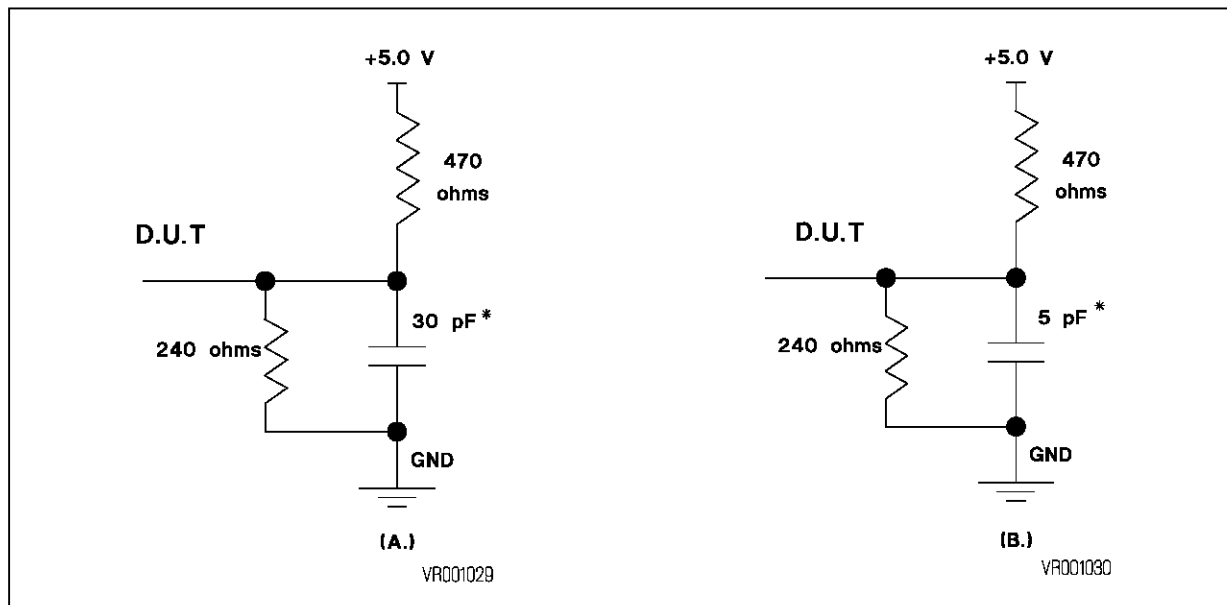 +5.0 V
470
ohms
D.U.T
30 pF*
240 ohms
GND
(A.)
VR001029
+5.0 V
470
ohms
D.U.T
5 pF*
240 ohms
GND
(B.)
VR001030